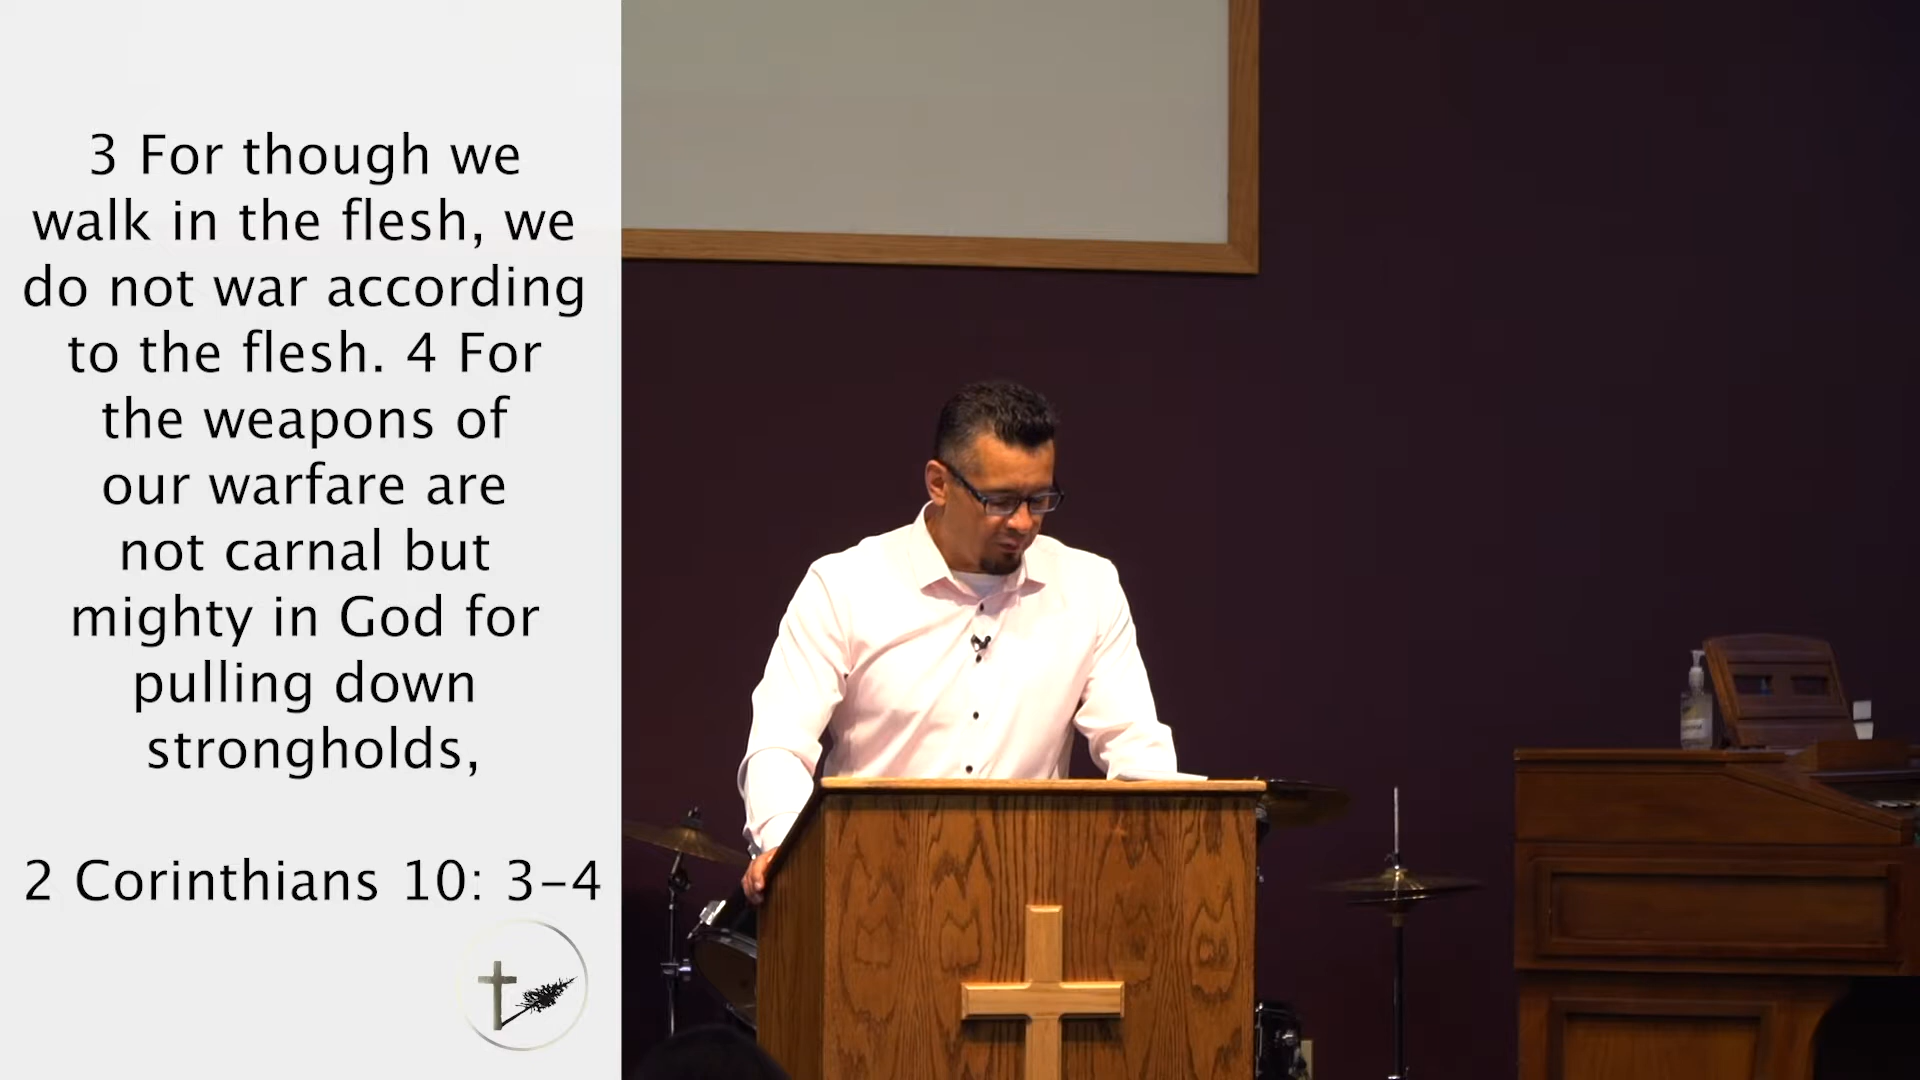 3 For though we
walk in the flesh, we
do not war according
to the flesh. 4 For
the weapons of
our warfare are
not carnal but
mighty in God for
pulling down
strongholds,
2 Corinthians 10: 3-4